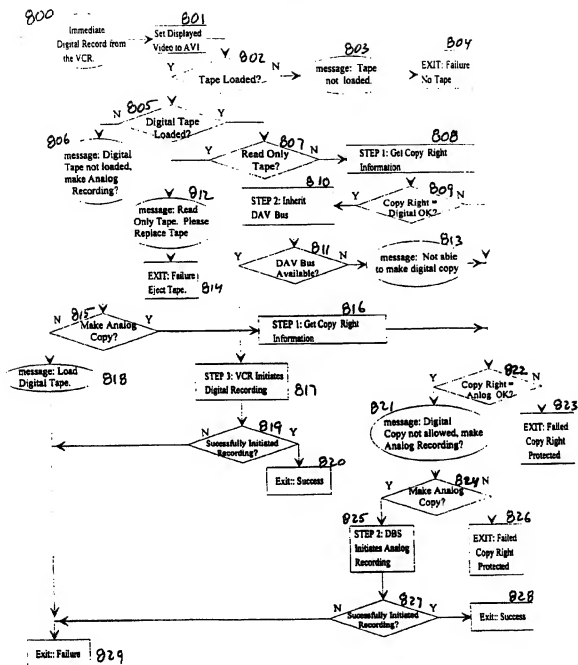 800
Immediate
Digital Record from
the VCR.
801
Set Displayed
Video to AV1
802
Y
Tape Loaded?
N
803
message: Tape
not loaded.
804
EXIT: Failure
No Tape
805
N
Digital Tape
Loaded?
Y
806
message: Digital
Tape not loaded,
make Analog
Recording?
807
Y
Read Only
Tape?
N
808
STEP 1: Get Copy Right
Information
809
Y
Copy Right =
Digital OK?
N
810
STEP 2: Inherit
DAV Bus
812
message: Read
Only Tape. Please
Replace Tape
811
Y
DAV Bus
Available?
N
813
message: Not able
to make digital copy
EXIT: Failure
Eject Tape.
814
815
N
Make Analog
Copy?
Y
816
STEP 1: Get Copy Right
Information
message: Load
Digital Tape.
818
STEP 3: VCR Initiates
Digital Recording
817
822
Y
Copy Right =
Anlog OK?
N
821
message: Digital
Copy not allowed, make
Analog Recording?
823
EXIT: Failed
Copy Right
Protected
819
N
Sucessfully Initiated
Recording?
Y
820
Exit:: Success
824
Y
Make Analog
Copy?
N
825
STEP 2: DBS
Initiates Analog
Recording
826
EXIT: Failed
Copy Right
Protected
827
N
Sucessfully Initiated
Recording?
Y
828
Exit:: Success
Exit:: Failure
829